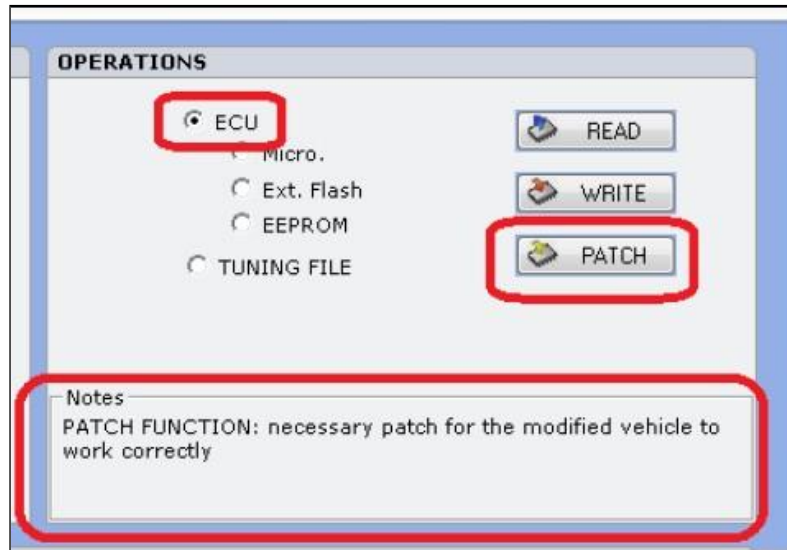 OPERATIONS
ECU
READ
Micro.
Ext. Flash
WRITE
EEPROM
PATCH
TUNING FILE
Notes
PATCH FUNCTION: necessary patch for the modified vehicle to
work correctly